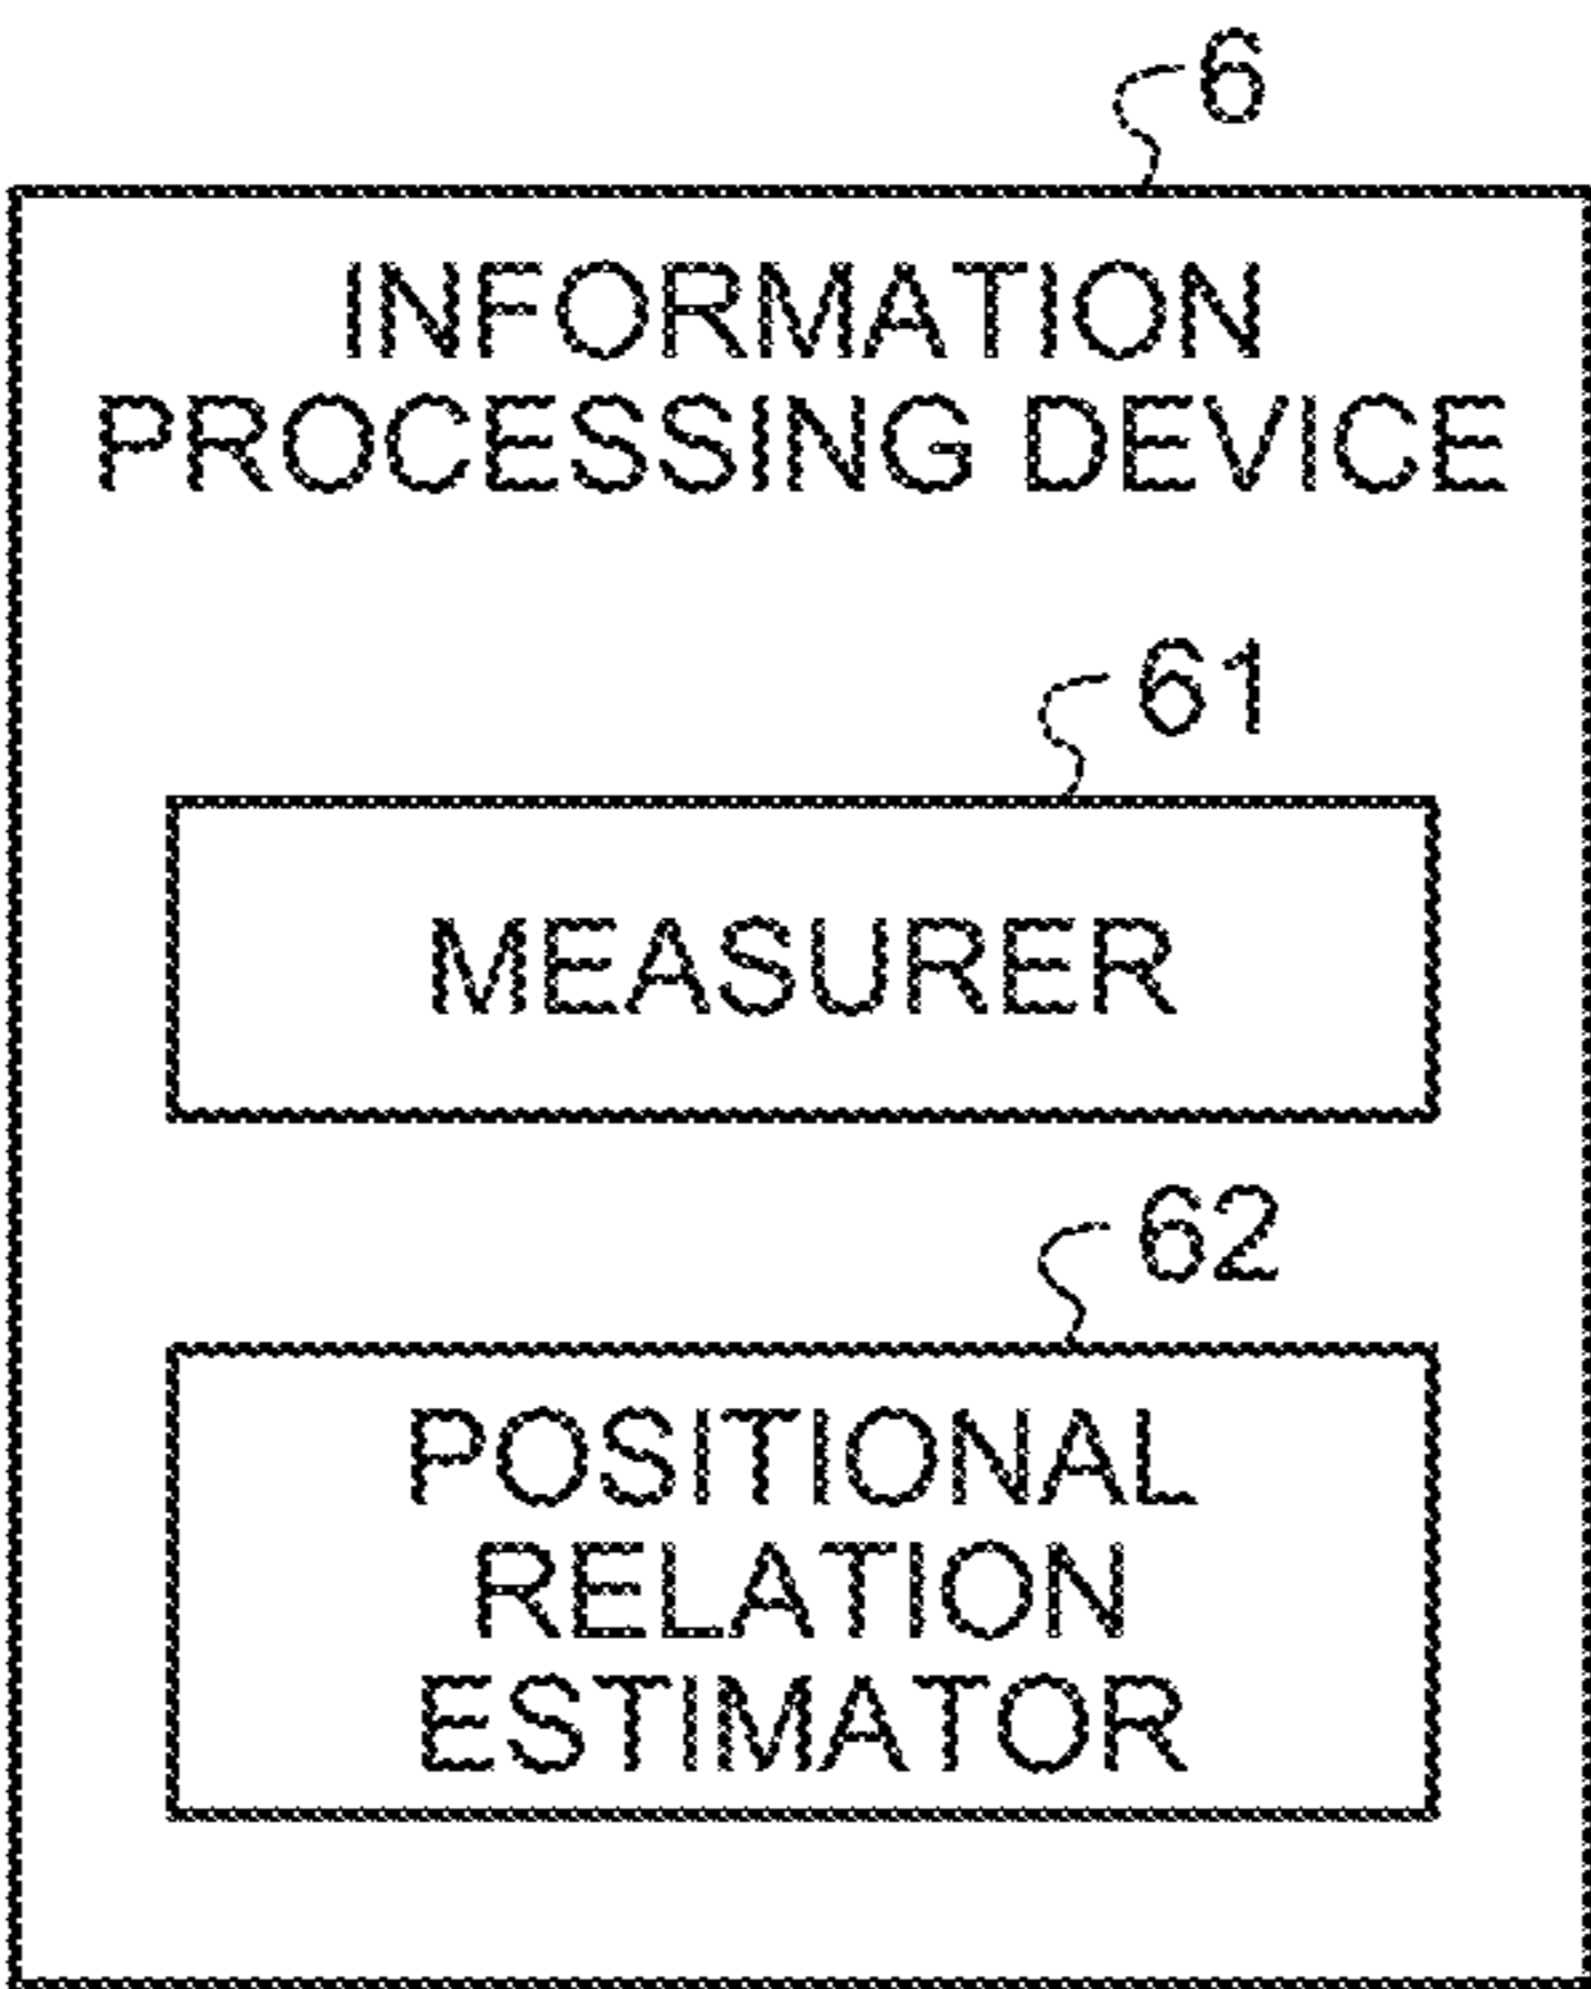 6
INFORMATION
PROCESSING DEVICE
61
MEASURER
62
POSITIONAL
RELATION
ESTIMATOR